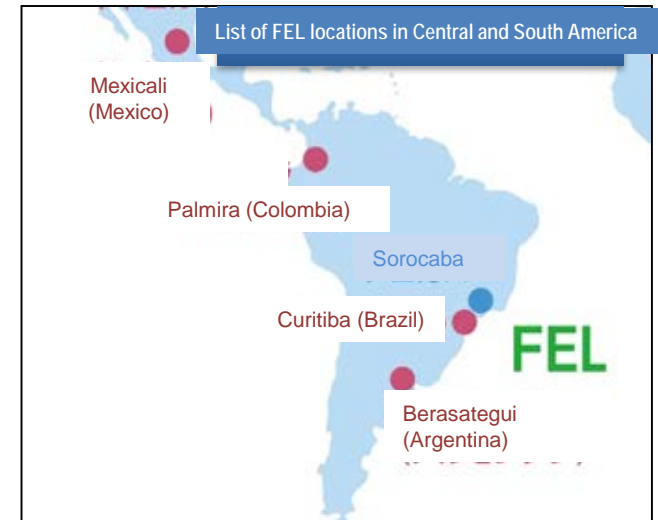 List of FEL locations in Central and South America
Mexicali
(Mexico)
Palmira (Colombia)
Sorocaba
Curitiba (Brazil)
FEL
Berasategui
(Argentina)